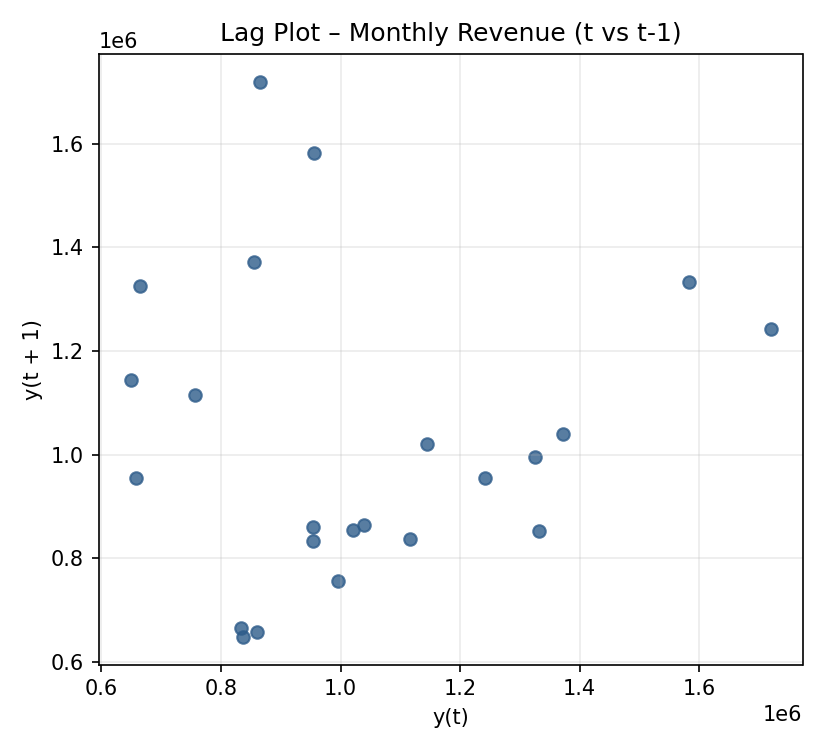 Lag Plot – Monthly Revenue (t vs t-1)
1e6
1.6
1.4
1.2
1.0
0.8
0.6
y(t + 1)
0.6 0.8 1.0 1.2 1.4 1.6
1e6
y(t)